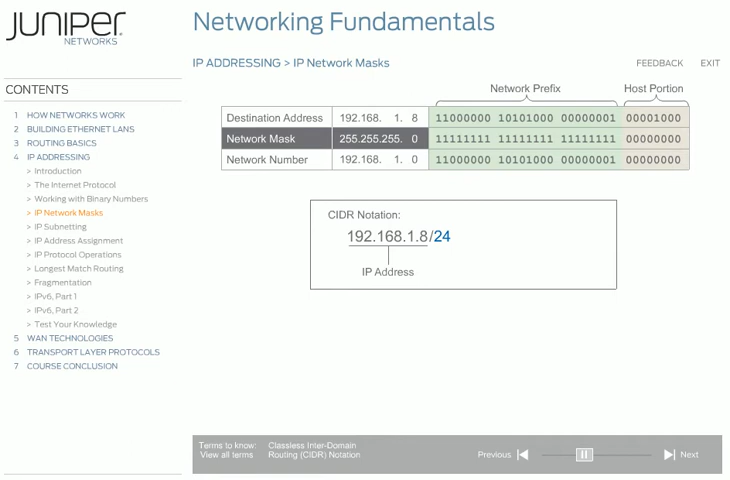 JUNIPER
NETWORKS
Networking Fundamentals
IP ADDRESSING > IP Network Masks
FEEDBACK EXIT
CONTENTS
1 HOW NETWORKS WORK
2 BUILDING ETHERNET LANS
3 ROUTING BASICS
4 IP ADDRESSING
> Introduction
> The Internet Protocol
> Working with Binary Numbers
> IP Network Masks
> IP Subnetting
> IP Address Assignment
> IP Protocol Operations
> Longest Match Routing
> Fragmentation
> IPv6, Part 1
> IPv6, Part 2
> Test Your Knowledge
5 WAN TECHNOLOGIES
6 TRANSPORT LAYER PROTOCOLS
7 COURSE CONCLUSION
Network Prefix Host Portion
Destination Address 192.168. 1. 8 11000000 10101000 00000001 00001000
Network Mask 255.255.255. 0 11111111 11111111 11111111 00000000
Network Number 192.168. 1. 0 11000000 10101000 00000001 00000000
CIDR Notation:
192.168.1.8/24
IP Address
Terms to know: Classless Inter-Domain
View all terms Routing (CIDR) Notation
Previous Next